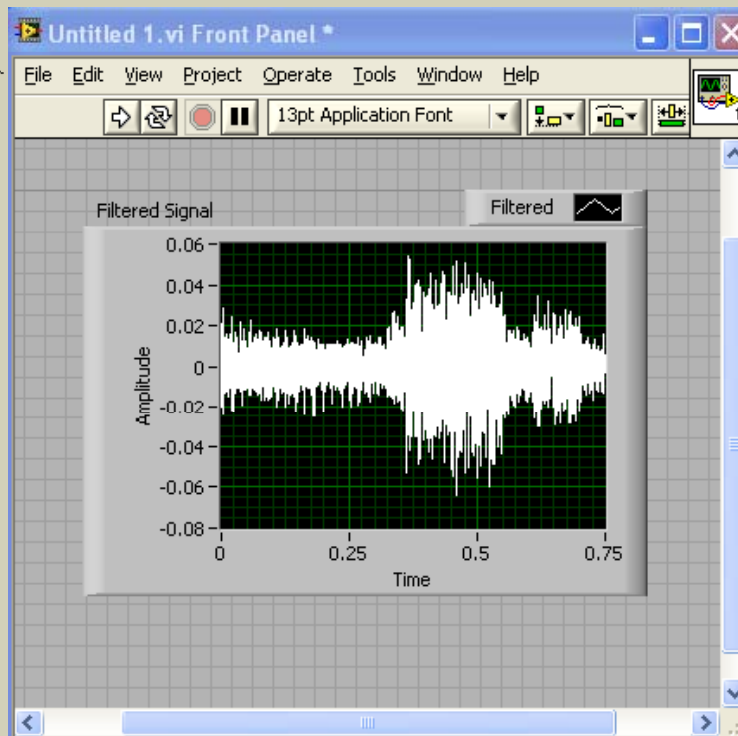 Untitled 1.vi Front Panel *
File Edit View Project Operate Tools Window Help
13pt Application Font
Filtered Signal
Filtered
0.06
0.04
0.02
0
-0.02
-0.04
-0.06
-0.08
Amplitude
0 0.25 0.5 0.75
Time